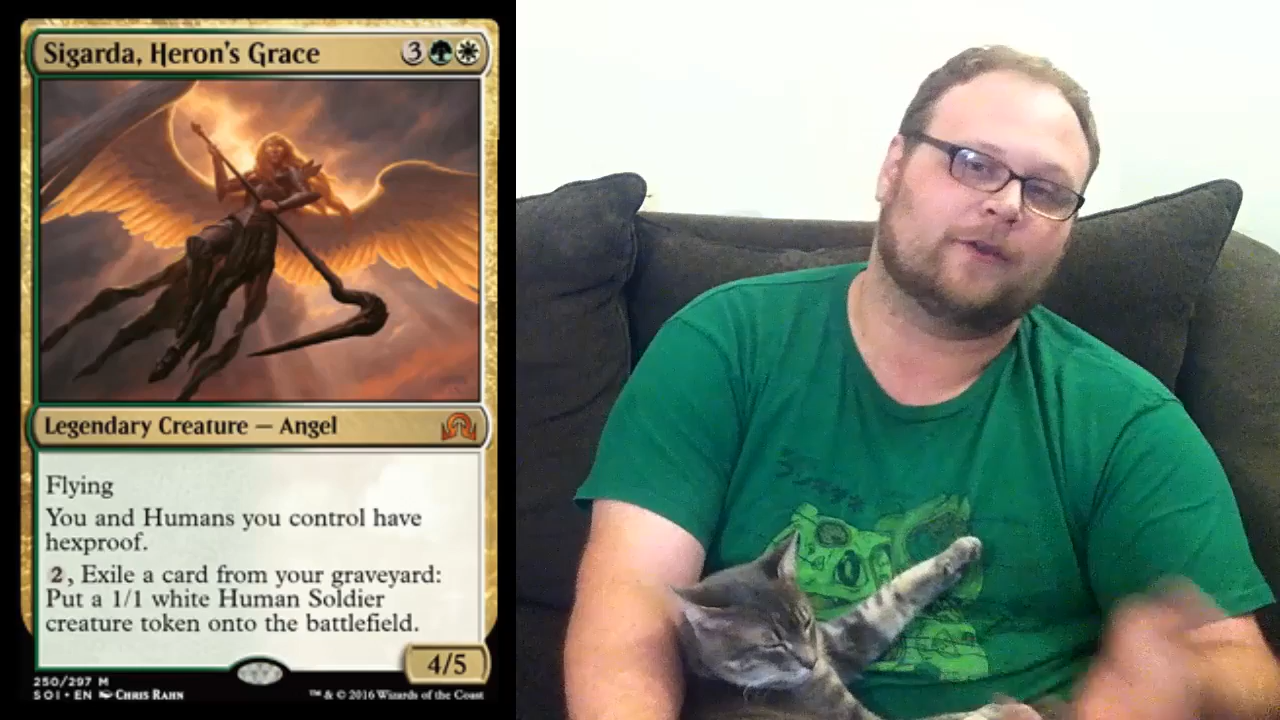 Sigarda, Heron's Grace 3
Legendary Creature — Angel
Flying
You and Humans you control have
hexproof.
2, Exile a card from your graveyard:
Put a 1/1 white Human Soldier
creature token onto the battlefield.
4/5
250/297 M
SOI • EN Chris Rahn
™ & © 2016 Wizards of the Coast